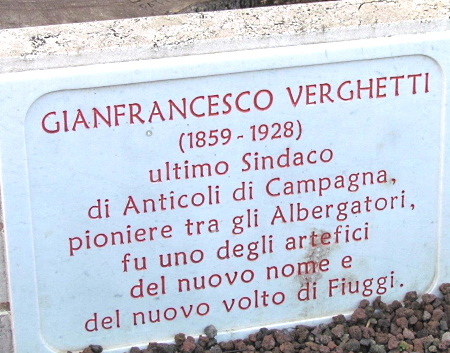 GIANFRANCESCO VERGHETTI
(1859-1928)
ultimo Sindaco
di Anticoli di Campagna,
pioniere tra gli Albergatori,
fu uno degli artefici
del nuovo nome e
del nuovo volto di Fiuggi.